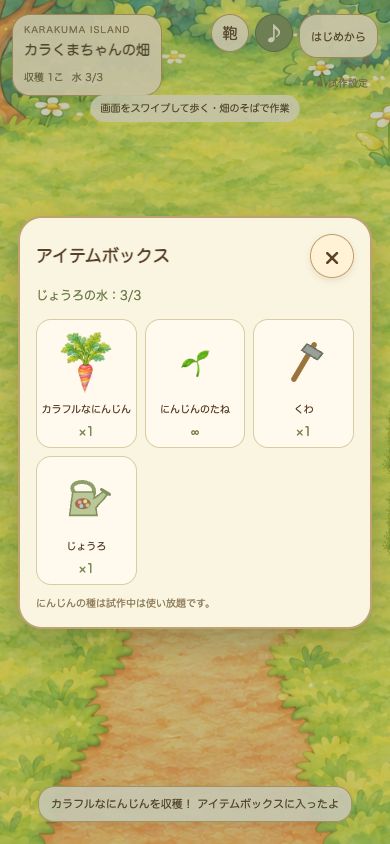 KARAKUMA ISLAND
カラくまちゃんの畑
収穫 1こ 水 3/3
鞄
♪
はじめから
試作設定
画面をスワイプして歩く・畑のそばで作業
アイテムボックス
×
じょうろの水：3/3
カラフルなにんじん
×1
にんじんのたね
∞
くわ
×1
じょうろ
×1
にんじんの種は試作中は使い放題です。
カラフルなにんじんを収穫！ アイテムボックスに入ったよ